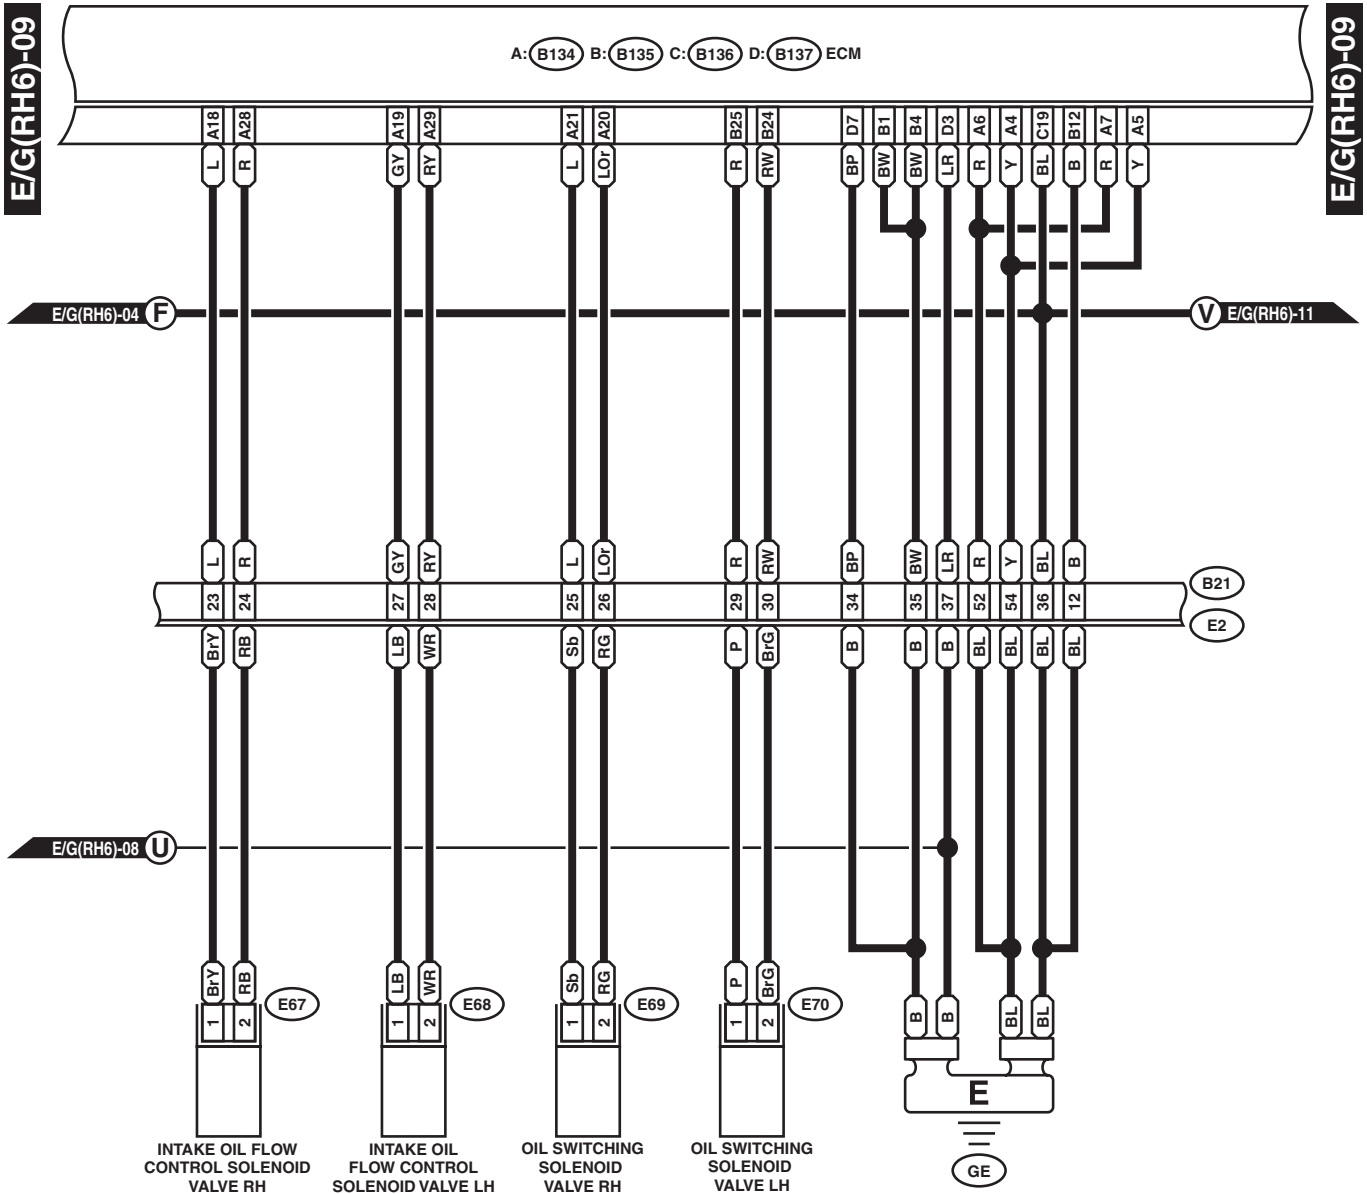 E/G(RH6)-09
E/G(RH6)-09
A: B134 B: B135 C: B136 D: B137 ECM
A18 A28 A19 A29 A21 A20 B25 B24 D7 B1 B4 D3 A6 A4 C19 B12 A7 A5
L R GY RY L LOr R RW BP BW BW LR R Y BL B R Y
E/G(RH6)-04 F
V E/G(RH6)-11
L R GY RY L LOr R RW BP BW LR R Y BL B
B21
23 24 27 28 25 26 29 30 34 35 37 52 54 36 12
E2
BrY RB LB WR Sb RG P BrG B B B BL BL BL BL
E/G(RH6)-08 U
BrY RB LB WR Sb RG P BrG
E67 E68 E69 E70
B B BL BL
1 2 1 2 1 2 1 2
E
GE
INTAKE OIL FLOW
CONTROL SOLENOID
VALVE RH
INTAKE OIL
FLOW CONTROL
SOLENOID VALVE LH
OIL SWITCHING
SOLENOID
VALVE RH
OIL SWITCHING
SOLENOID
VALVE LH